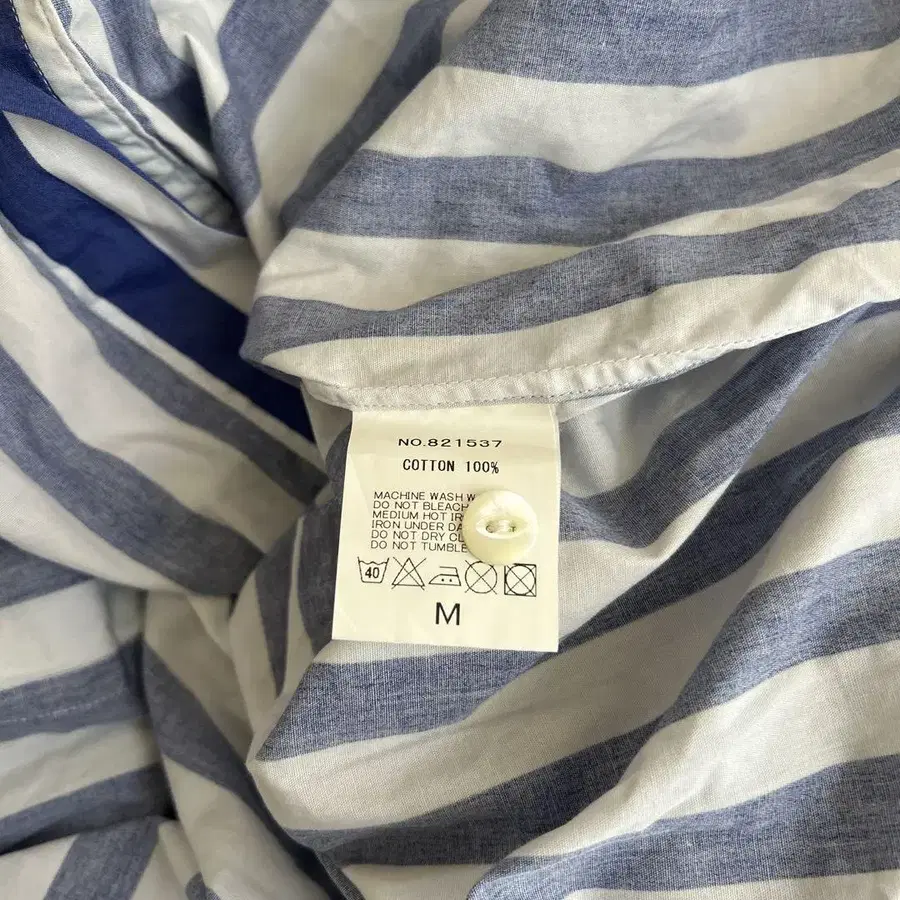 NO.821537
COTTON 100%
MACHINE WASH W
DO NOT BLEACH
MEDIUM HOT IR
IRON UNDER DA
DO NOT DRY CL
DO NOT TUMBLE
40
M